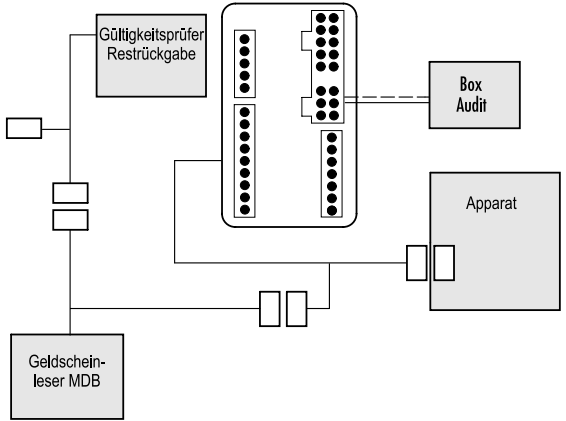 Gültigkeitsprüfer
Restrückgabe
Box
Audit
Apparat
Geldschein-
leser MDB